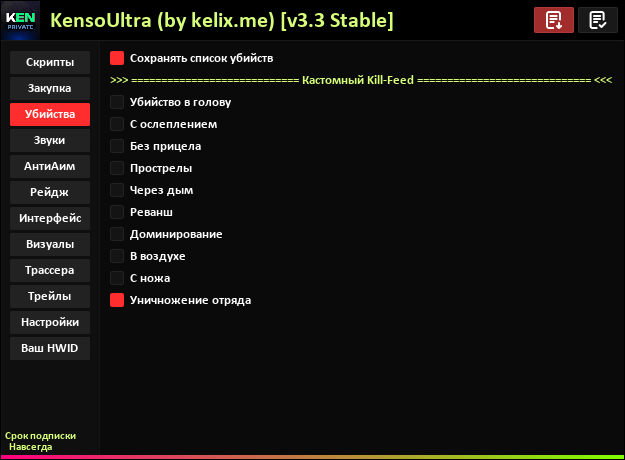 KEN
PRIVATE
KensoUltra (by kelix.me) [v3.3 Stable]
Скрипты
Закупка
Убийства
Звуки
АнтиАим
Рейдж
Интерфейс
Визуалы
Трассера
Трейлы
Настройки
Ваш HWID
Срок подписки
Навсегда
Сохранять список убийств
>>> ============================ Кастомный Kill-Feed ============================= <<<
Убийство в голову
С ослеплением
Без прицела
Прострелы
Через дым
Реванш
Доминирование
В воздухе
С ножа
Уничножение отряда